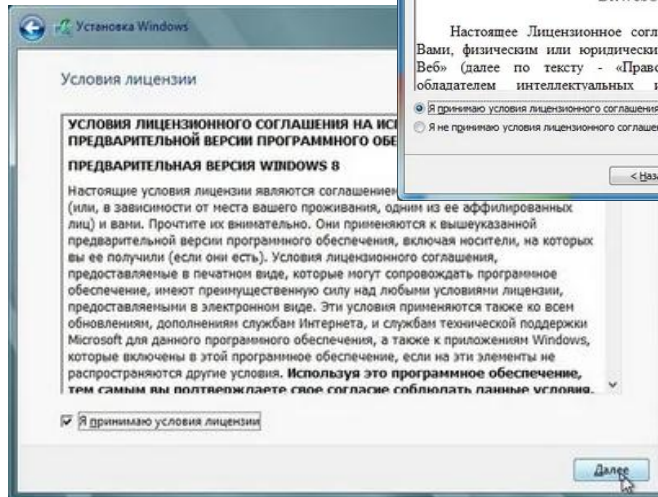 Установка Windows
Условия лицензии
УСЛОВИЯ ЛИЦЕНЗИОННОГО СОГЛАШЕНИЯ НА
ПРЕДВАРИТЕЛЬНОЙ ВЕРСИИ ПРОГРАММНОГО
ПРЕДВАРИТЕЛЬНАЯ ВЕРСИЯ WINDOWS 8
Настоящие условия лицензии являются соглашением
(или, в зависимости от места вашего проживания, одним из ее аффилированных
лиц) и вами. Прочтите их внимательно. Они применяются к вышеуказанной
предварительной версии программного обеспечения, включая носители, на которых
вы ее получили (если они есть). Условия лицензионного соглашения,
предоставляемые в печатном виде, которые могут сопровождать программное
обеспечение, имеют преимущественную силу над любыми условиями лицензии,
предоставляемыми в электронном виде. Эти условия применяются также ко всем
обновлениям, дополнениям службам Интернета, и службам технической поддержки
Microsoft для данного программного обеспечения, а также к приложениям Windows,
которые включены в этой программное обеспечение, если на эти элементы не
распространяются другие условия. Используя это программное обеспечение,
тем самым вы подтверждаете свое согласие соблюдать данные условия.
Я принимаю условия лицензии
Далее
Настоящее Лицензионное согл
Вами, физическим или юридически
Веб» (далее по тексту - «Право
обладателем интеллектуальных и
Я принимаю условия лицензионного соглашения
Я не принимаю условия лицензионного соглашен
< Наза